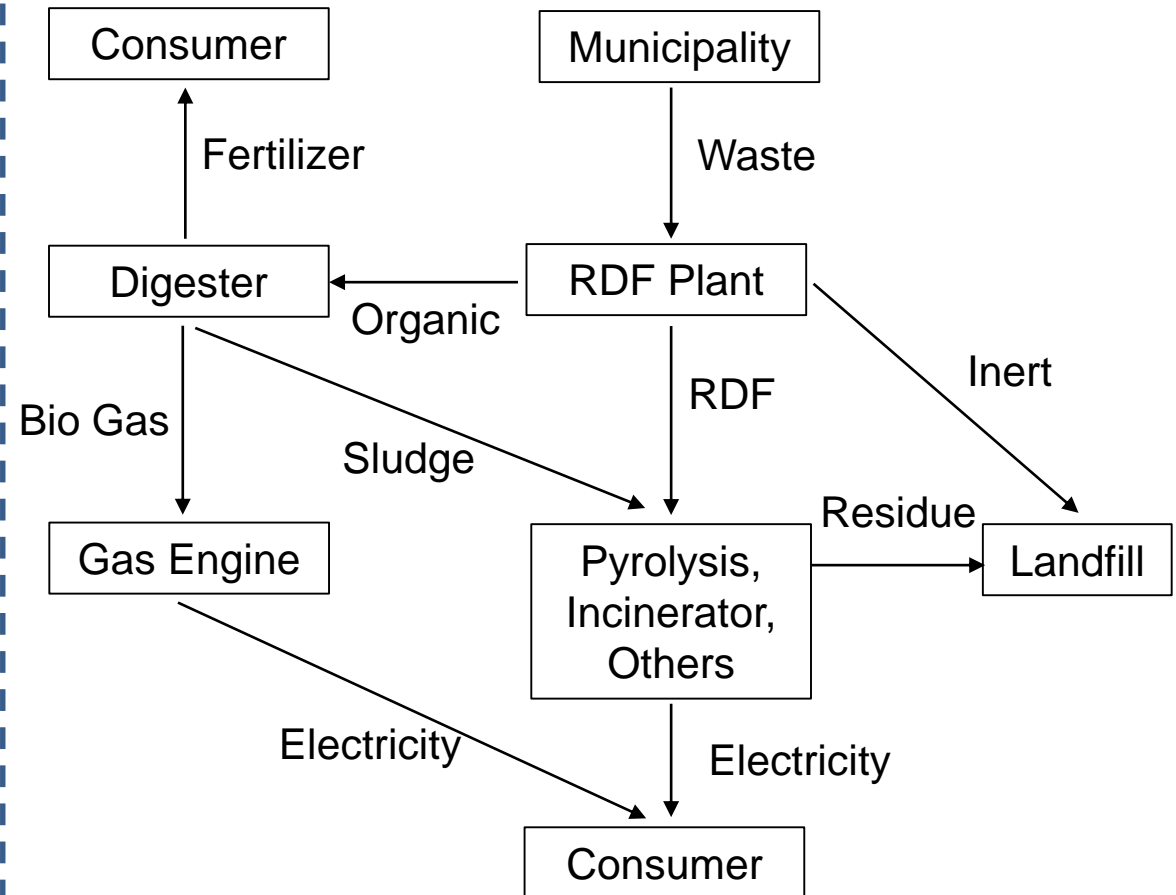 Consumer
Municipality
Fertilizer
Waste
Digester
RDF Plant
Organic
Inert
RDF
Bio Gas
Sludge
Residue
Gas Engine
Pyrolysis,
Incinerator,
Others
Landfill
Electricity
Electricity
Consumer